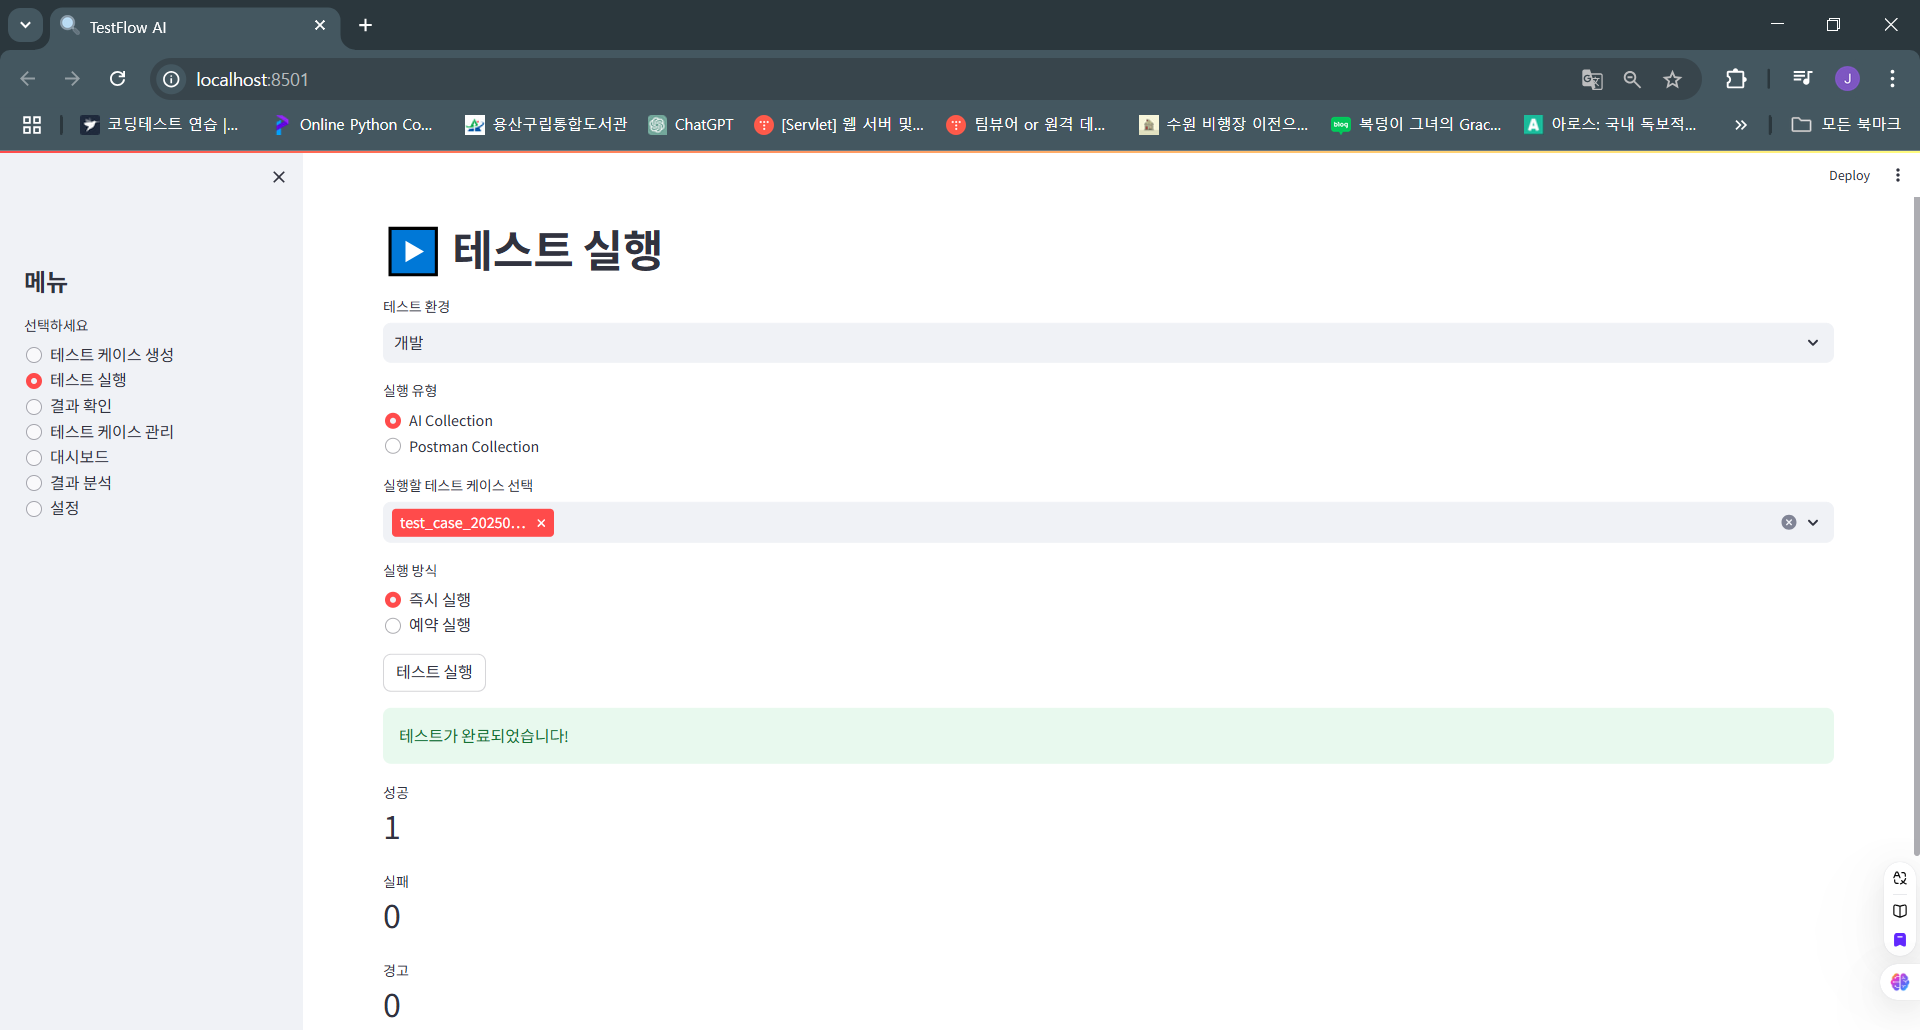 TestFlow AI
localhost:8501
J
코딩테스트 연습 |...
Online Python Co...
용산구립통합도서관
ChatGPT
[Servlet] 웹 서버 및...
팀뷰어 or 원격 데...
수원 비행장 이전으...
blog
복덩이 그녀의 Grac...
A
아로스: 국내 독보적...
모든 북마크
Deploy
메뉴
선택하세요
테스트 케이스 생성
테스트 실행
결과 확인
테스트 케이스 관리
대시보드
결과 분석
설정
테스트 실행
테스트 환경
개발
실행 유형
AI Collection
Postman Collection
실행할 테스트 케이스 선택
test_case_20250...
실행 방식
즉시 실행
예약 실행
테스트 실행
테스트가 완료되었습니다!
성공
1
실패
0
경고
0